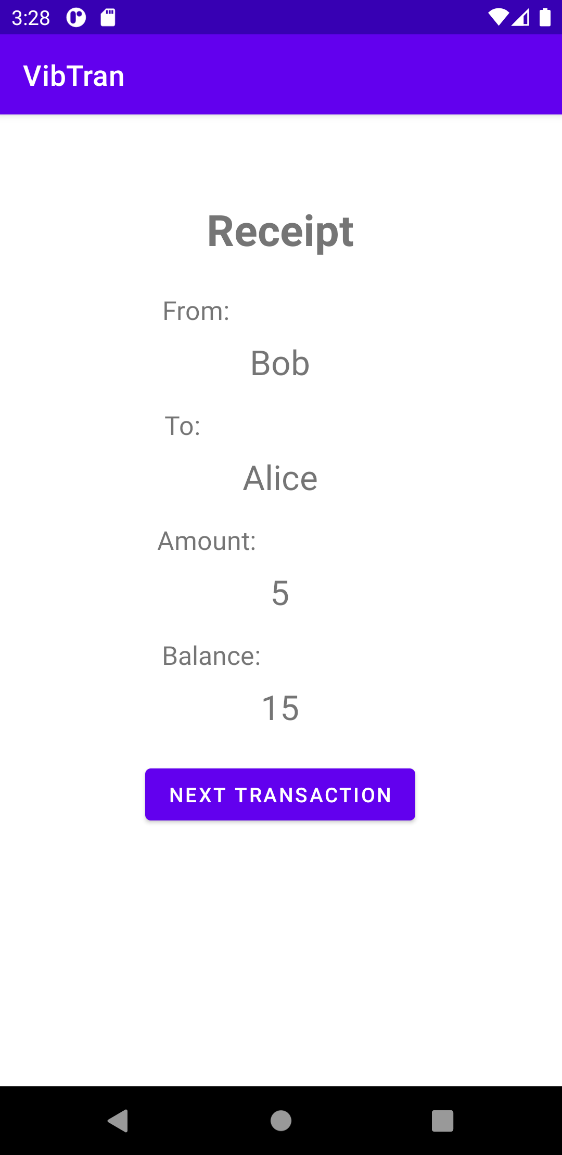 3:28
VibTran
Receipt
From:
Bob
To:
Alice
Amount:
5
Balance:
15
NEXT TRANSACTION